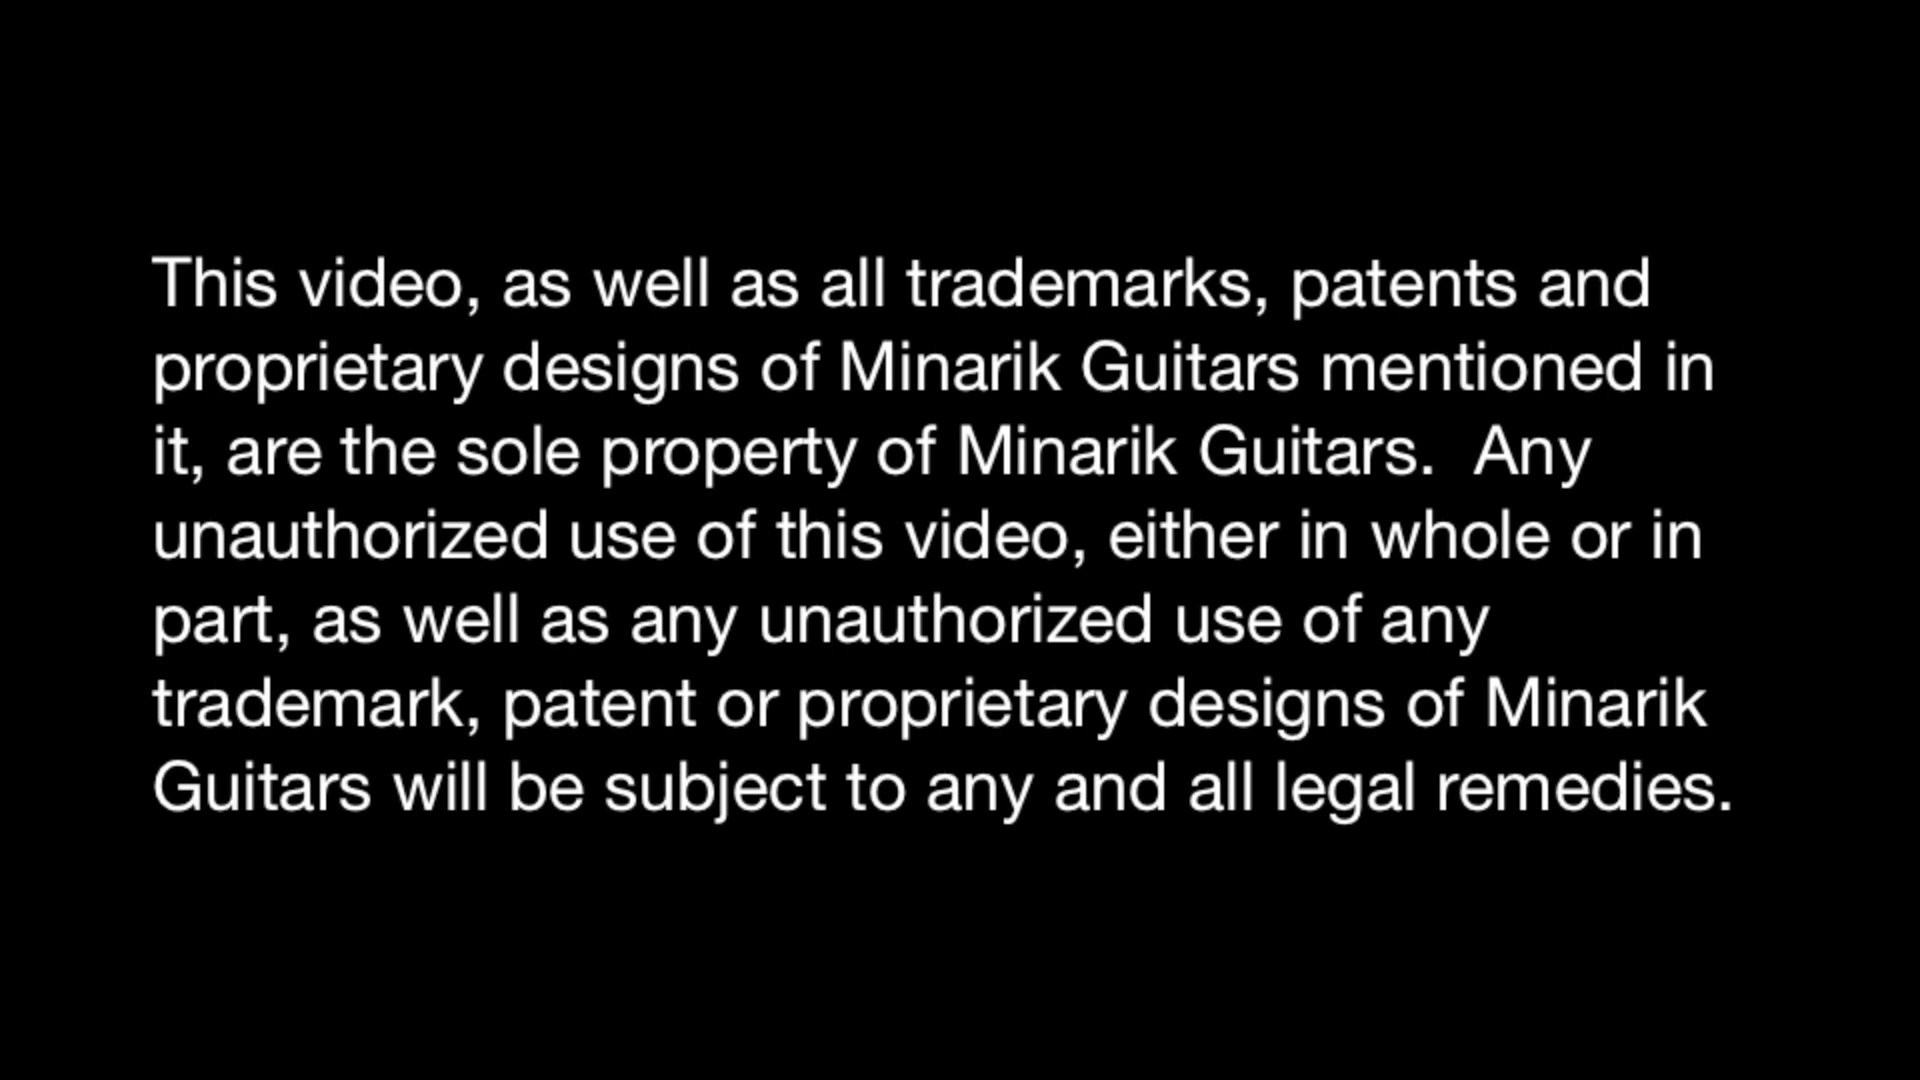 This video, as well as all trademarks, patents and
proprietary designs of Minarik Guitars mentioned in
it, are the sole property of Minarik Guitars.  Any
unauthorized use of this video, either in whole or in
part, as well as any unauthorized use of any
trademark, patent or proprietary designs of Minarik
Guitars will be subject to any and all legal remedies.